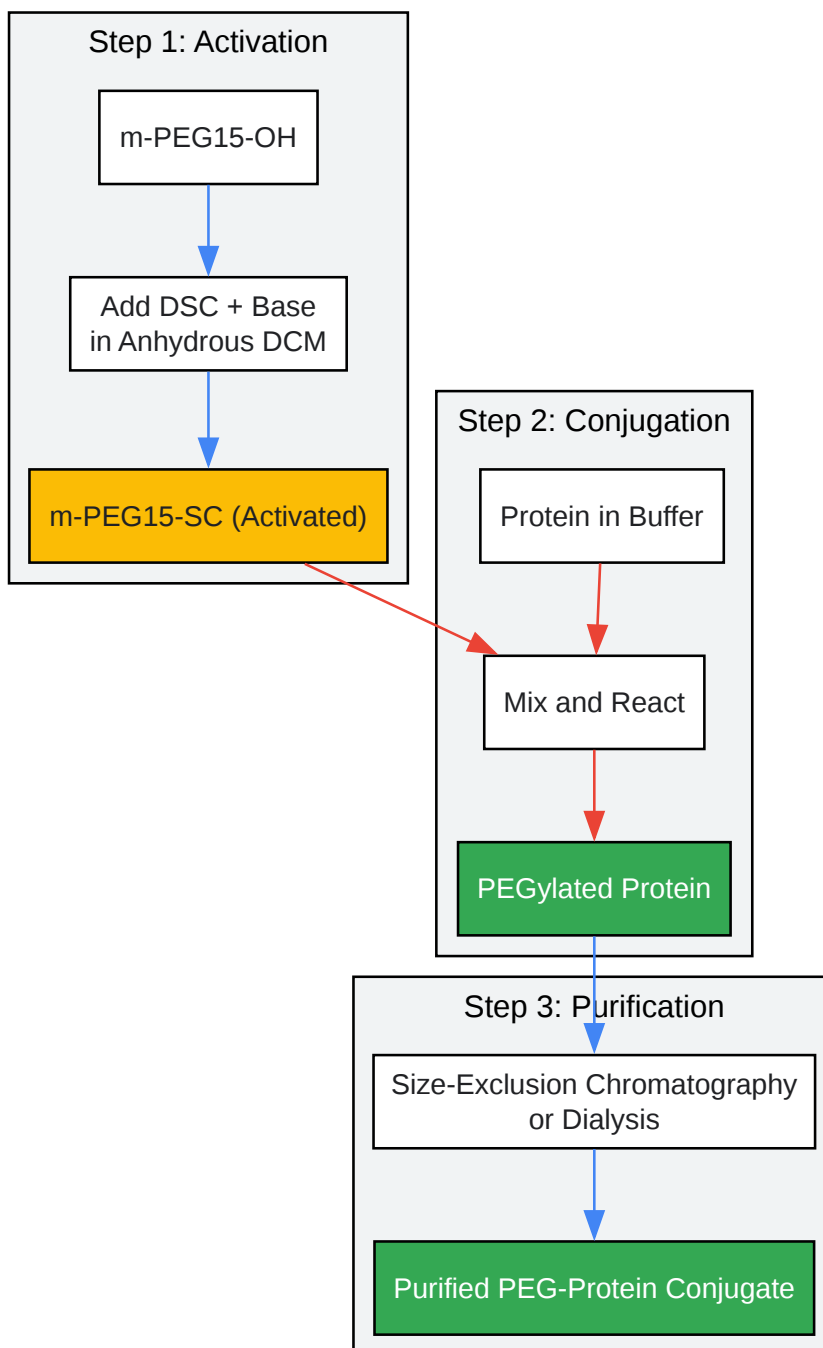 Step 1: Activation
m-PEG15-OH
Add DSC + Base
in Anhydrous DCM
m-PEG15-SC (Activated)
Step 2: Conjugation
Protein in Buffer
Mix and React
PEGylated Protein
Step 3: Purification
Size-Exclusion Chromatography
or Dialysis
Purified PEG-Protein Conjugate